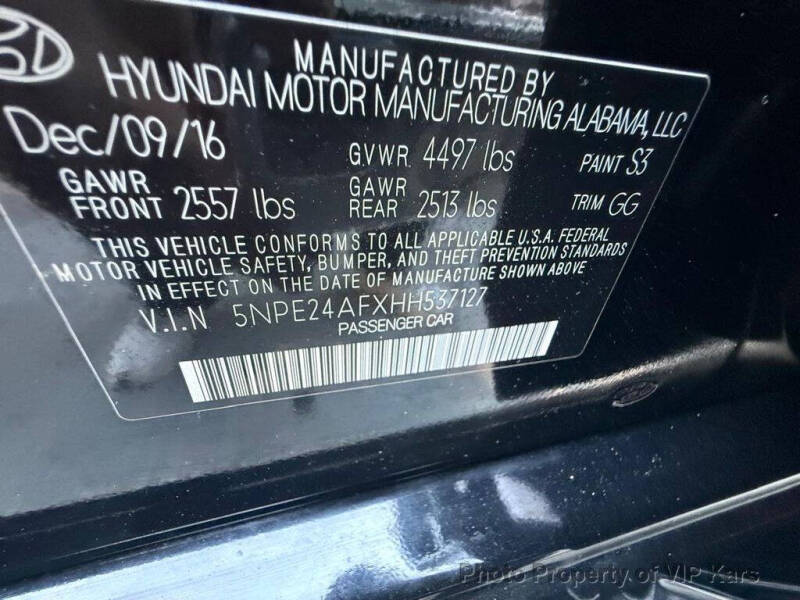 MANUFACTURED BY
HYUNDAI MOTOR MANUFACTURING ALABAMA, LLC
Dec/09/16 GVWR 4497 lbs PAINT S3
GAWR FRONT 2557 lbs GAWR REAR 2513 lbs TRIM GG
THIS VEHICLE CONFORMS TO ALL APPLICABLE U.S.A. FEDERAL
MOTOR VEHICLE SAFETY, BUMPER, AND THEFT PREVENTION STANDARDS
IN EFFECT ON THE DATE OF MANUFACTURE SHOWN ABOVE
V.I.N 5NPE24AFXHH537127
PASSENGER CAR
Photo Property of VIP Kars